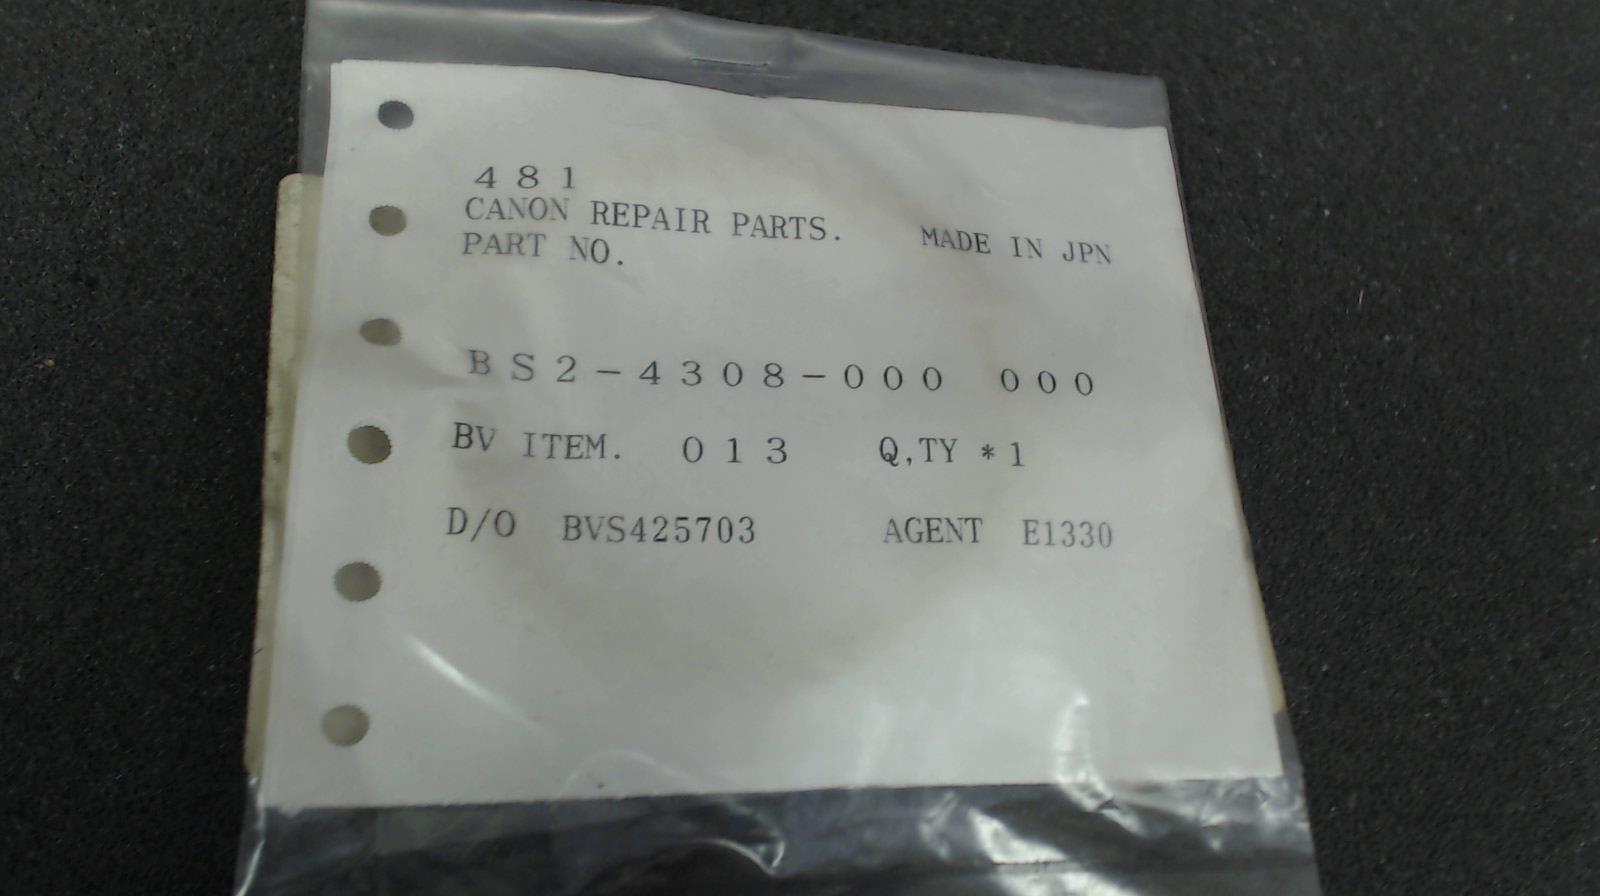 481
CANON REPAIR PARTS. MADE IN JPN
PART NO.
BS2-4308-000 000
BV ITEM. 013 Q,TY *1
D/O BVS425703 AGENT E1330